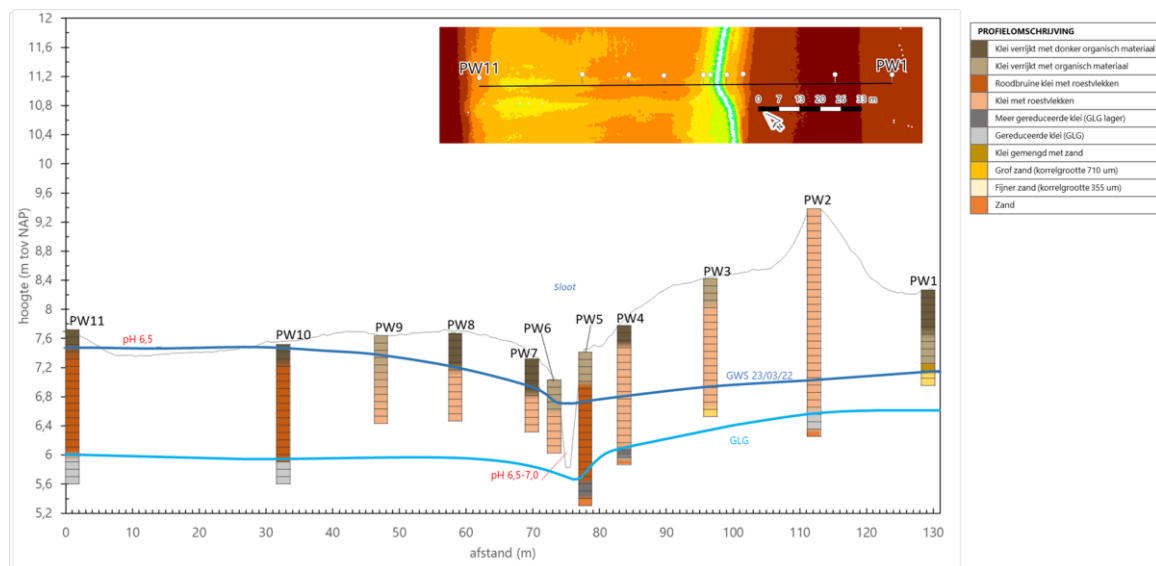 12
11,6
11,2
10,8
10,4
10
9,6
9,2
8,8
8,4
8
7,6
7,2
6,8
6,4
6
5,6
5,2
hoogte (m tov NAP)
0
10
20
30
40
50
60
70
80
90
100
110
120
130
afstand (m)
PW11
PW1
0 7 13 20 26 33 m
N
PW11
pH 6,5
PW10
PW9
PW8
PW7
PW6
Sloot
PW5
PW4
PW3
PW2
PW1
GWS 23/03/22
GLG
pH 6,5-7,0
PROFIELOMSCHRIJVING
Klei verrijkt met donker organisch materiaal
Klei verrijkt met organisch materiaal
Roodbruine klei met roestvlekken
Klei met roestvlekken
Meer gereduceerde klei (GLG lager)
Gereduceerde klei (GLG)
Klei gemengd met zand
Grof zand (korrelgrootte 710 um)
Fijner zand (korrelgrootte 355 um)
Zand